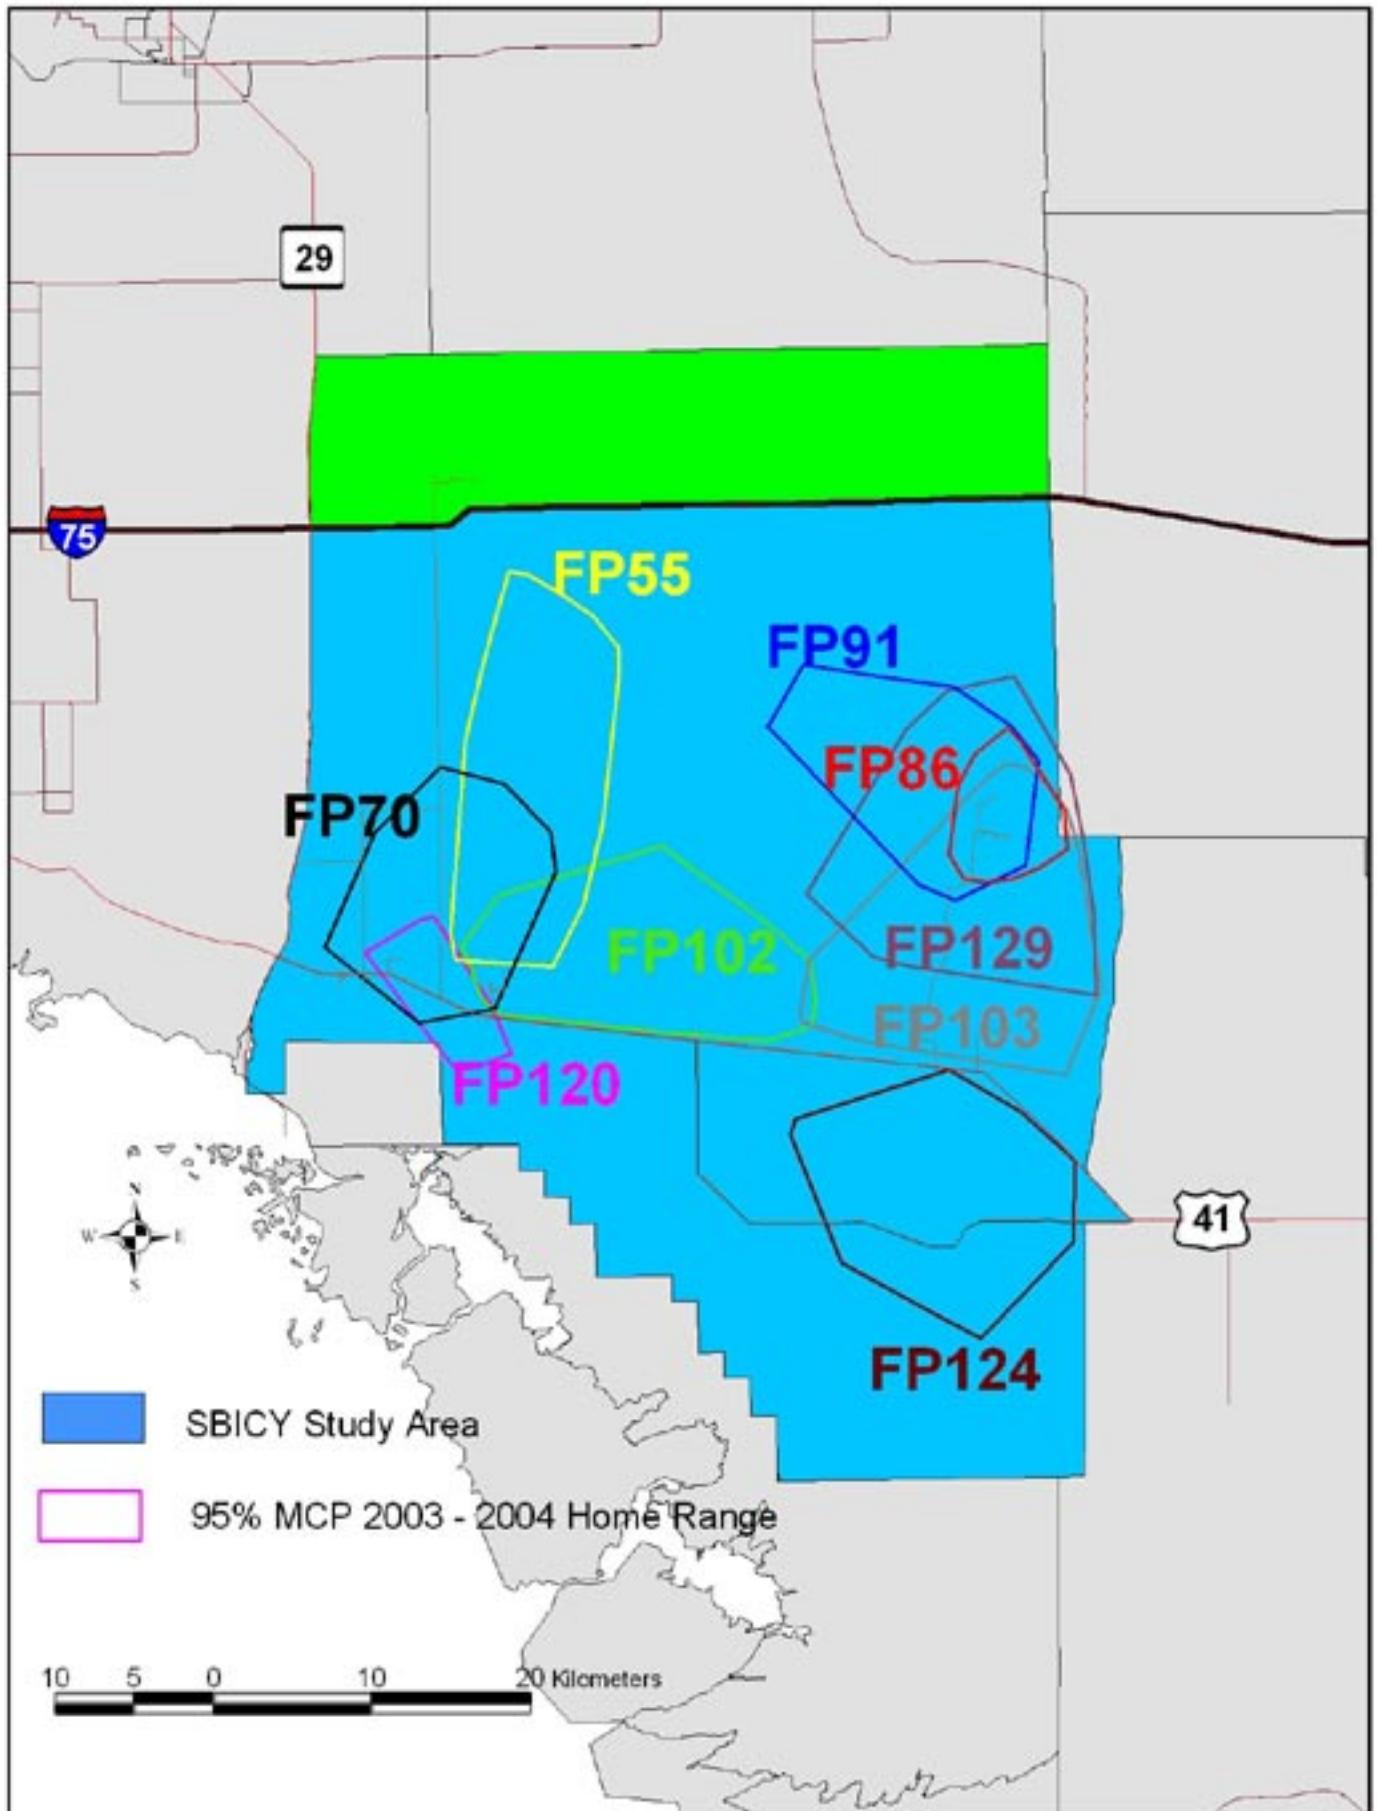 29
75
FP55
FP91
FP86
FP70
FP102
FP129
FP103
FP120
N
W E
S
41
FP124
SBICY Study Area
95% MCP 2003 - 2004 Home Range
10 5 0 10 20 Kilometers